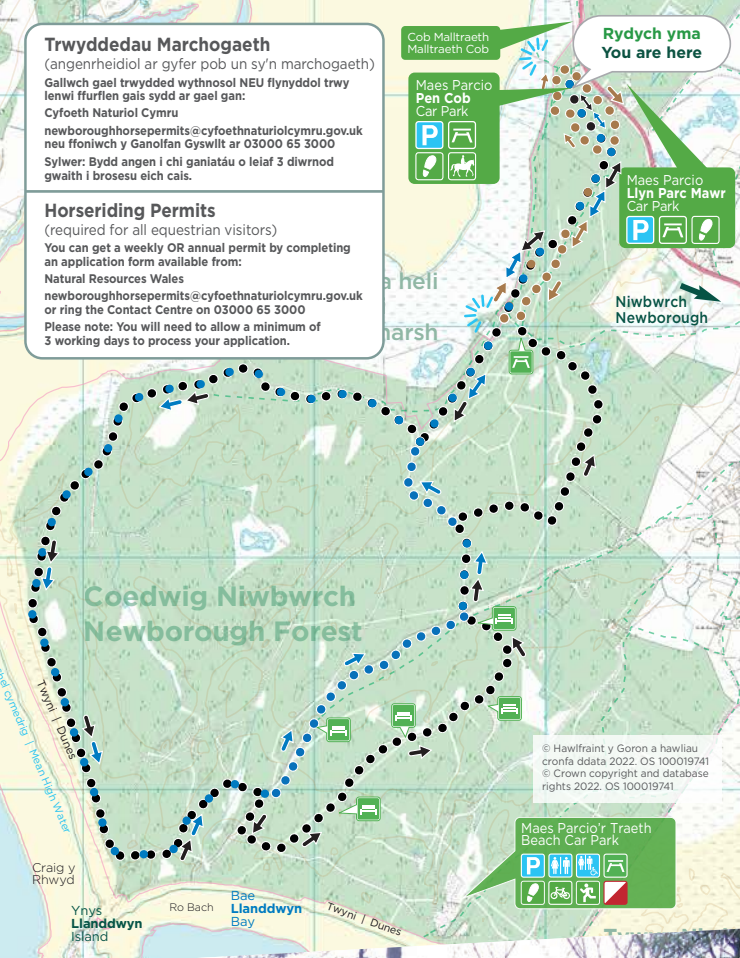 Trwyddedau Marchogaeth
(angenrheidiol ar gyfer pob un sy'n marchogaeth)
Gallwch gael trwydded wythnosol NEU flynyddol trwy
lenwi ffurflen gais sydd ar gael gan:
Cyfoeth Naturiol Cymru
newboroughhorsepermits@cyfoethnaturiolcymru.gov.uk
neu ffoniwch y Ganolfan Gyswllt ar 03000 65 3000
Sylwer: Bydd angen i chi ganiatáu o leiaf 3 diwrnod
gwaith i brosesu eich cais.
Horseriding Permits
(required for all equestrian visitors)
You can get a weekly OR annual permit by completing
an application form available from:
Natural Resources Wales
newboroughhorsepermits@cyfoethnaturiolcymru.gov.uk
or ring the Contact Centre on 03000 65 3000
Please note: You will need to allow a minimum of
3 working days to process your application.
Cob Malltraeth
Malltraeth Cob
Rydych yma
You are here
Maes Parcio
Pen Cob
Car Park
P
Maes Parcio
Llyn Parc Mawr
Car Park
P
a heli
harsh
Niwbwrch
Newborough
Coedwig Niwbwrch
Newborough Forest
Twyni | Dunes
hel cymedrig | Mean High Water
© Hawlfraint y Goron a hawliau
cronfa ddata 2022. OS 100019741
© Crown copyright and database
rights 2022. OS 100019741
Maes Parcio'r Traeth
Beach Car Park
P
Craig y
Rhwyd
Ynys
Llanddwyn
Island
Ro Bach
Bae
Llanddwyn
Bay
Twyni | Dunes